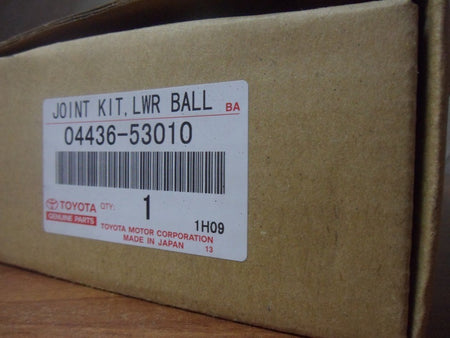 JOINT KIT, LWR BALL BA
04436-53010
TOYOTA QTY: 1
GENUINE PARTS
1H09
TOYOTA MOTOR CORPORATION
MADE IN JAPAN 13